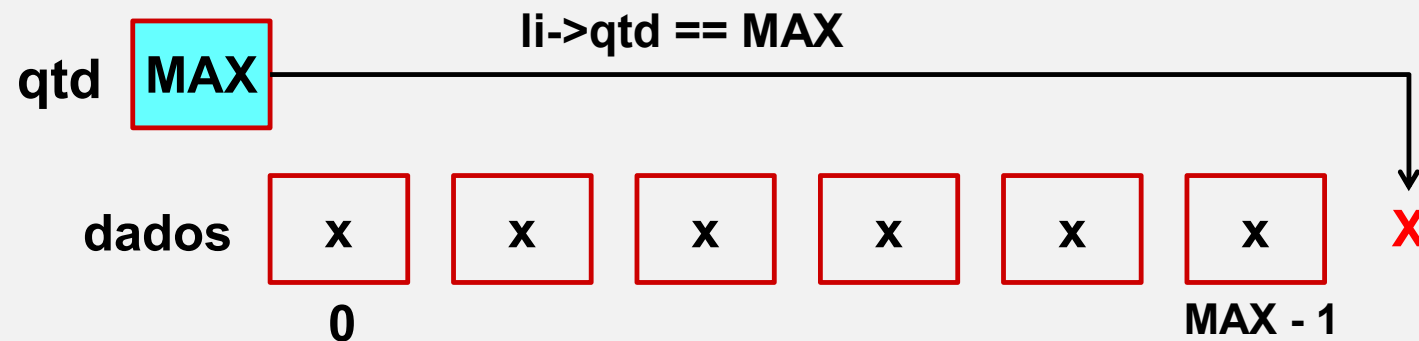 li->qtd == MAX
qtd MAX
dados x x x x x x X
0 MAX - 1